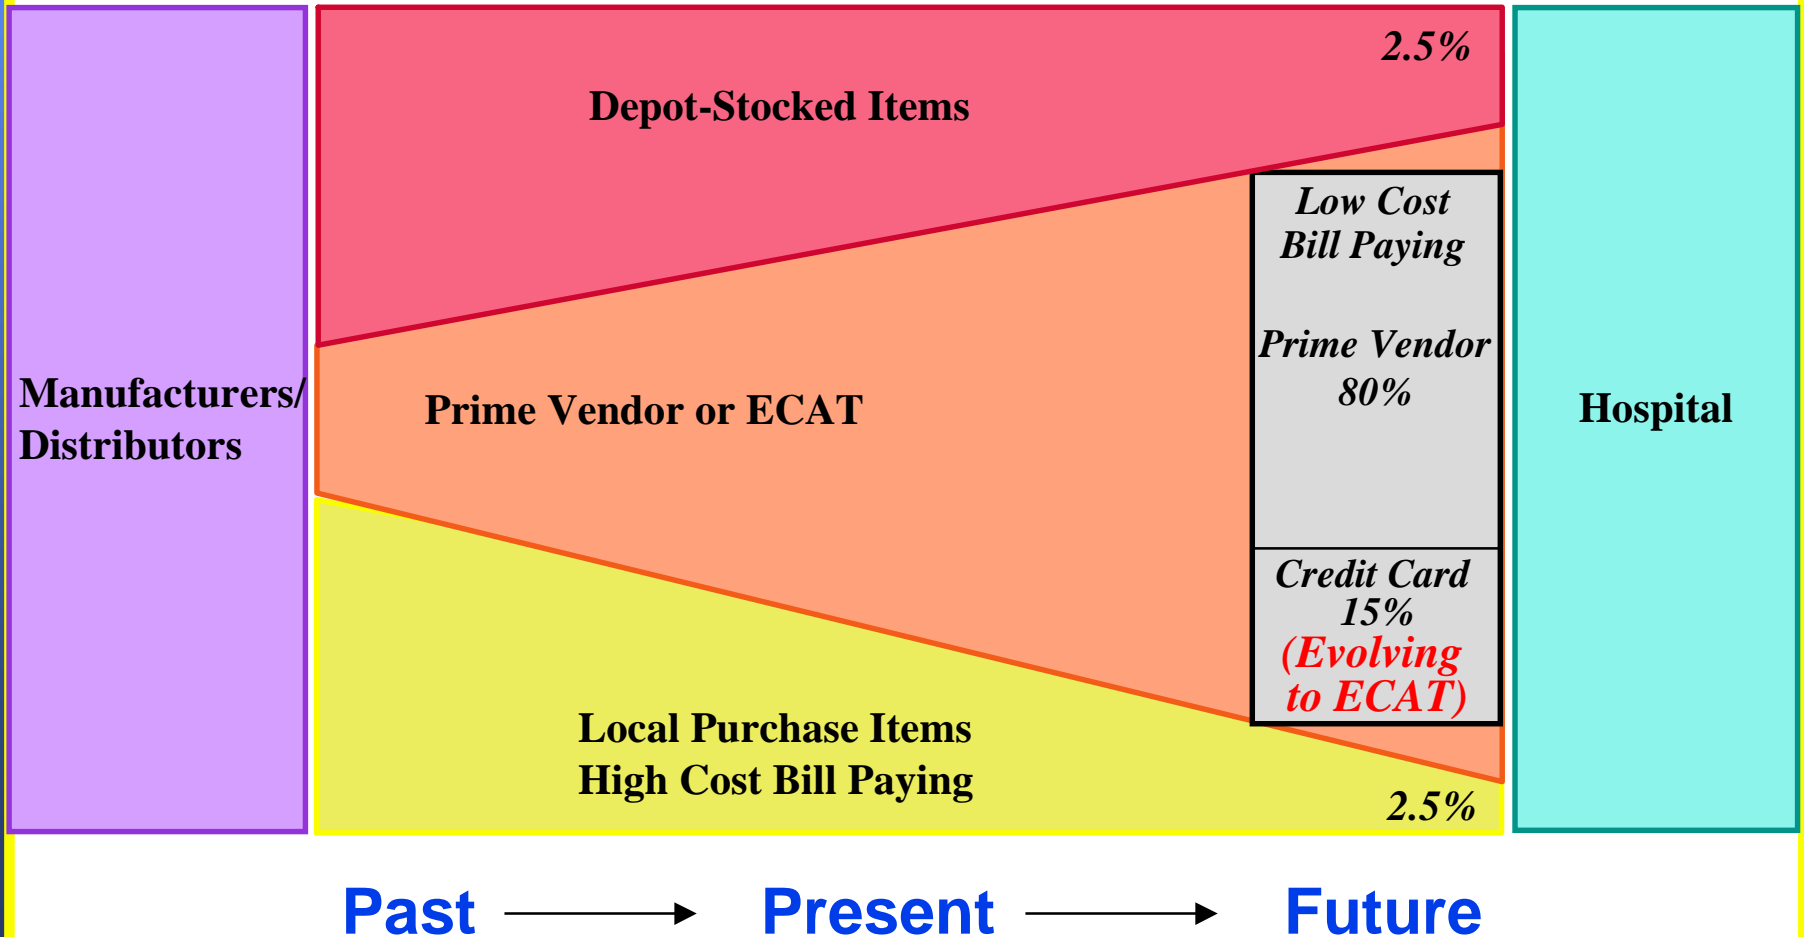 2.5%
Depot-Stocked Items
Low Cost
Bill Paying
Prime Vendor
80%
Manufacturers/
Distributors
Prime Vendor or ECAT
Hospital
Credit Card
15%
(Evolving
to ECAT)
Local Purchase Items
High Cost Bill Paying
2.5%
Past
Present
Future